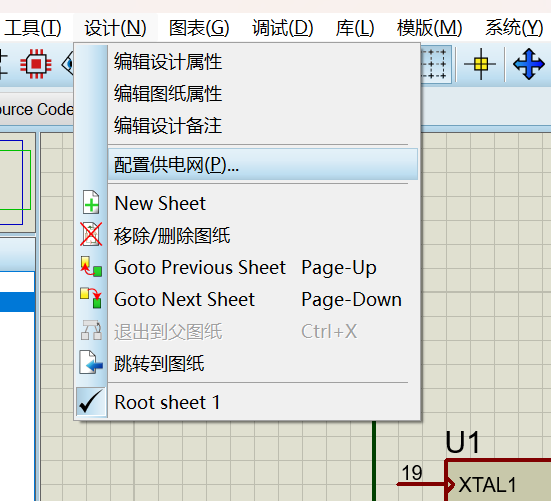 工具(T) 设计(N) 图表(G) 调试(D) 库(L) 模版(M) 系统(Y)
编辑设计属性
编辑图纸属性
ource Code
编辑设计备注
配置供电网(P)...
New Sheet
移除/删除图纸
Goto Previous Sheet Page-Up
Goto Next Sheet Page-Down
退出到父图纸 Ctrl+X
跳转到图纸
Root sheet 1
U1
19
XTAL1